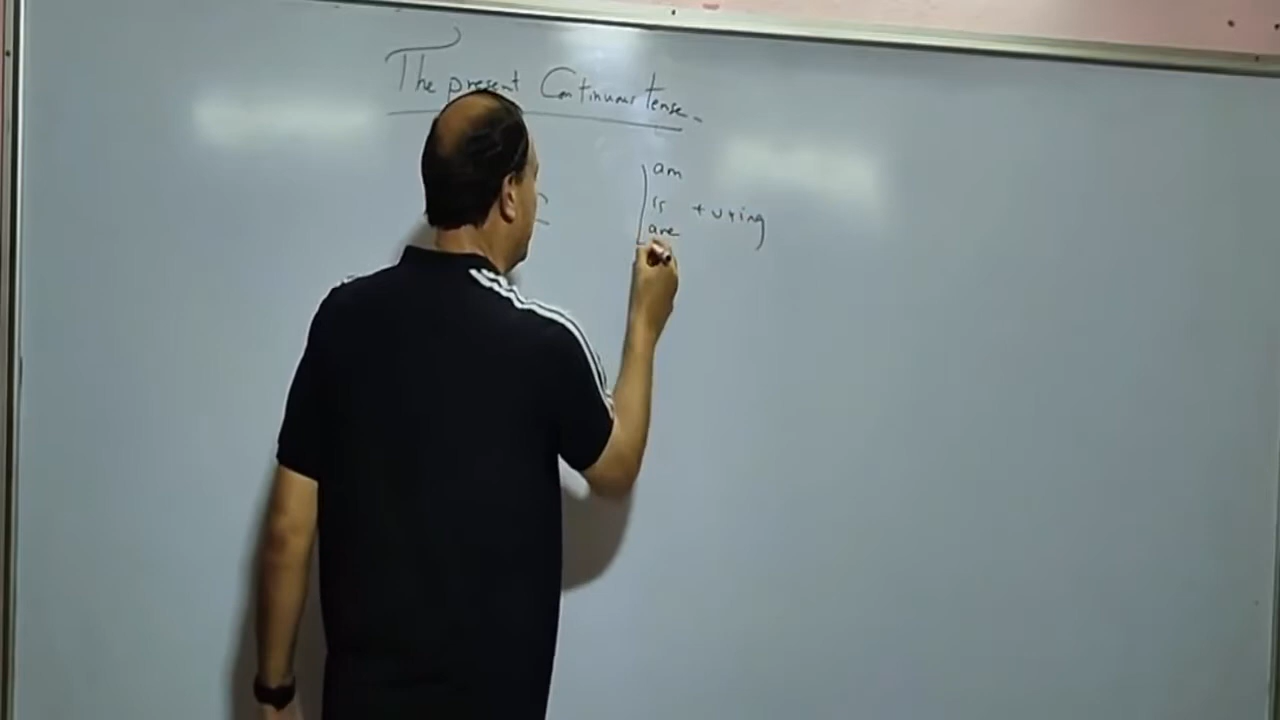 The present Continuous tense.
am
is + v+ing
are